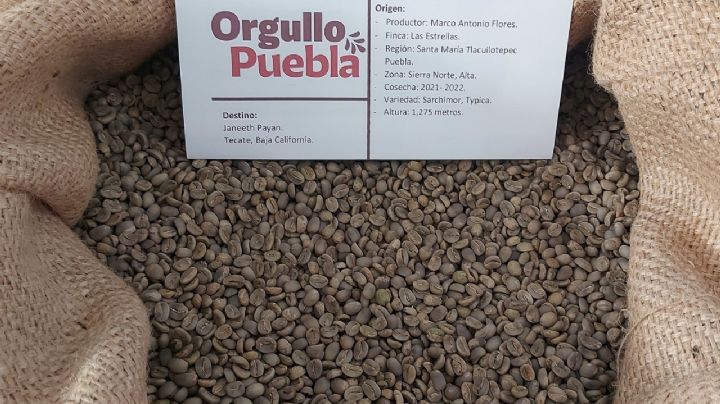 Orgullo
Puebla
Destino:
Janeeth Payan.
Tecate, Baja California.
Origen:
- Productor: Marco Antonio Flores.
- Finca: Las Estrellas.
- Región: Santa María Tlacuilotepec
Puebla.
- Zona: Sierra Norte, Alta.
- Cosecha: 2021- 2022.
- Variedad: Sarchimor, Typica.
- Altura: 1,275 metros.